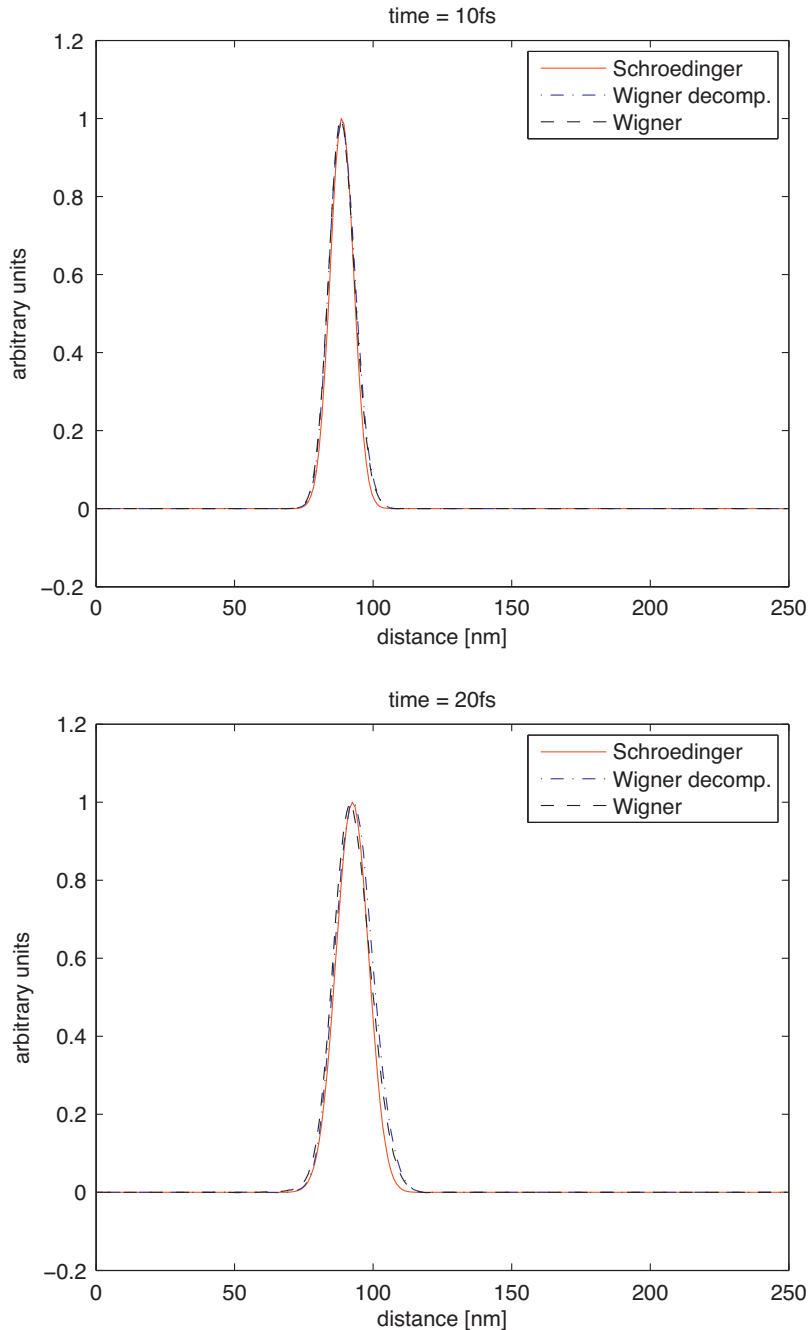 time = 10fs
1.2
1
0.8
0.6
0.4
0.2
0
−0.2
arbitrary units
Schroedinger
Wigner decomp.
Wigner
0 50 100 150 200 250
distance [nm]
time = 20fs
1.2
1
0.8
0.6
0.4
0.2
0
−0.2
arbitrary units
Schroedinger
Wigner decomp.
Wigner
0 50 100 150 200 250
distance [nm]